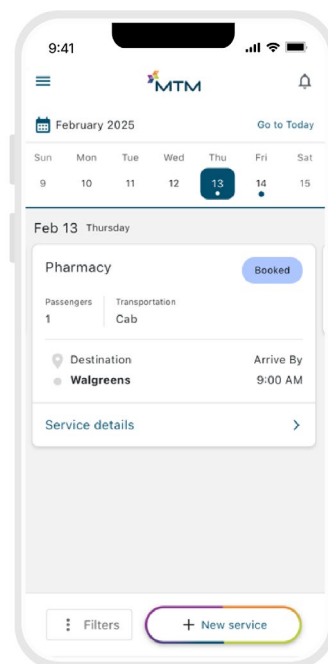 9:41
MTM
February 2025 Go to Today
Sun Mon Tue Wed Thu Fri Sat
9 10 11 12 13 14 15
Feb 13 Thursday
Pharmacy Booked
Passengers Transportation
1 Cab
Destination Arrive By
Walgreens 9:00 AM
Service details
Filters + New service